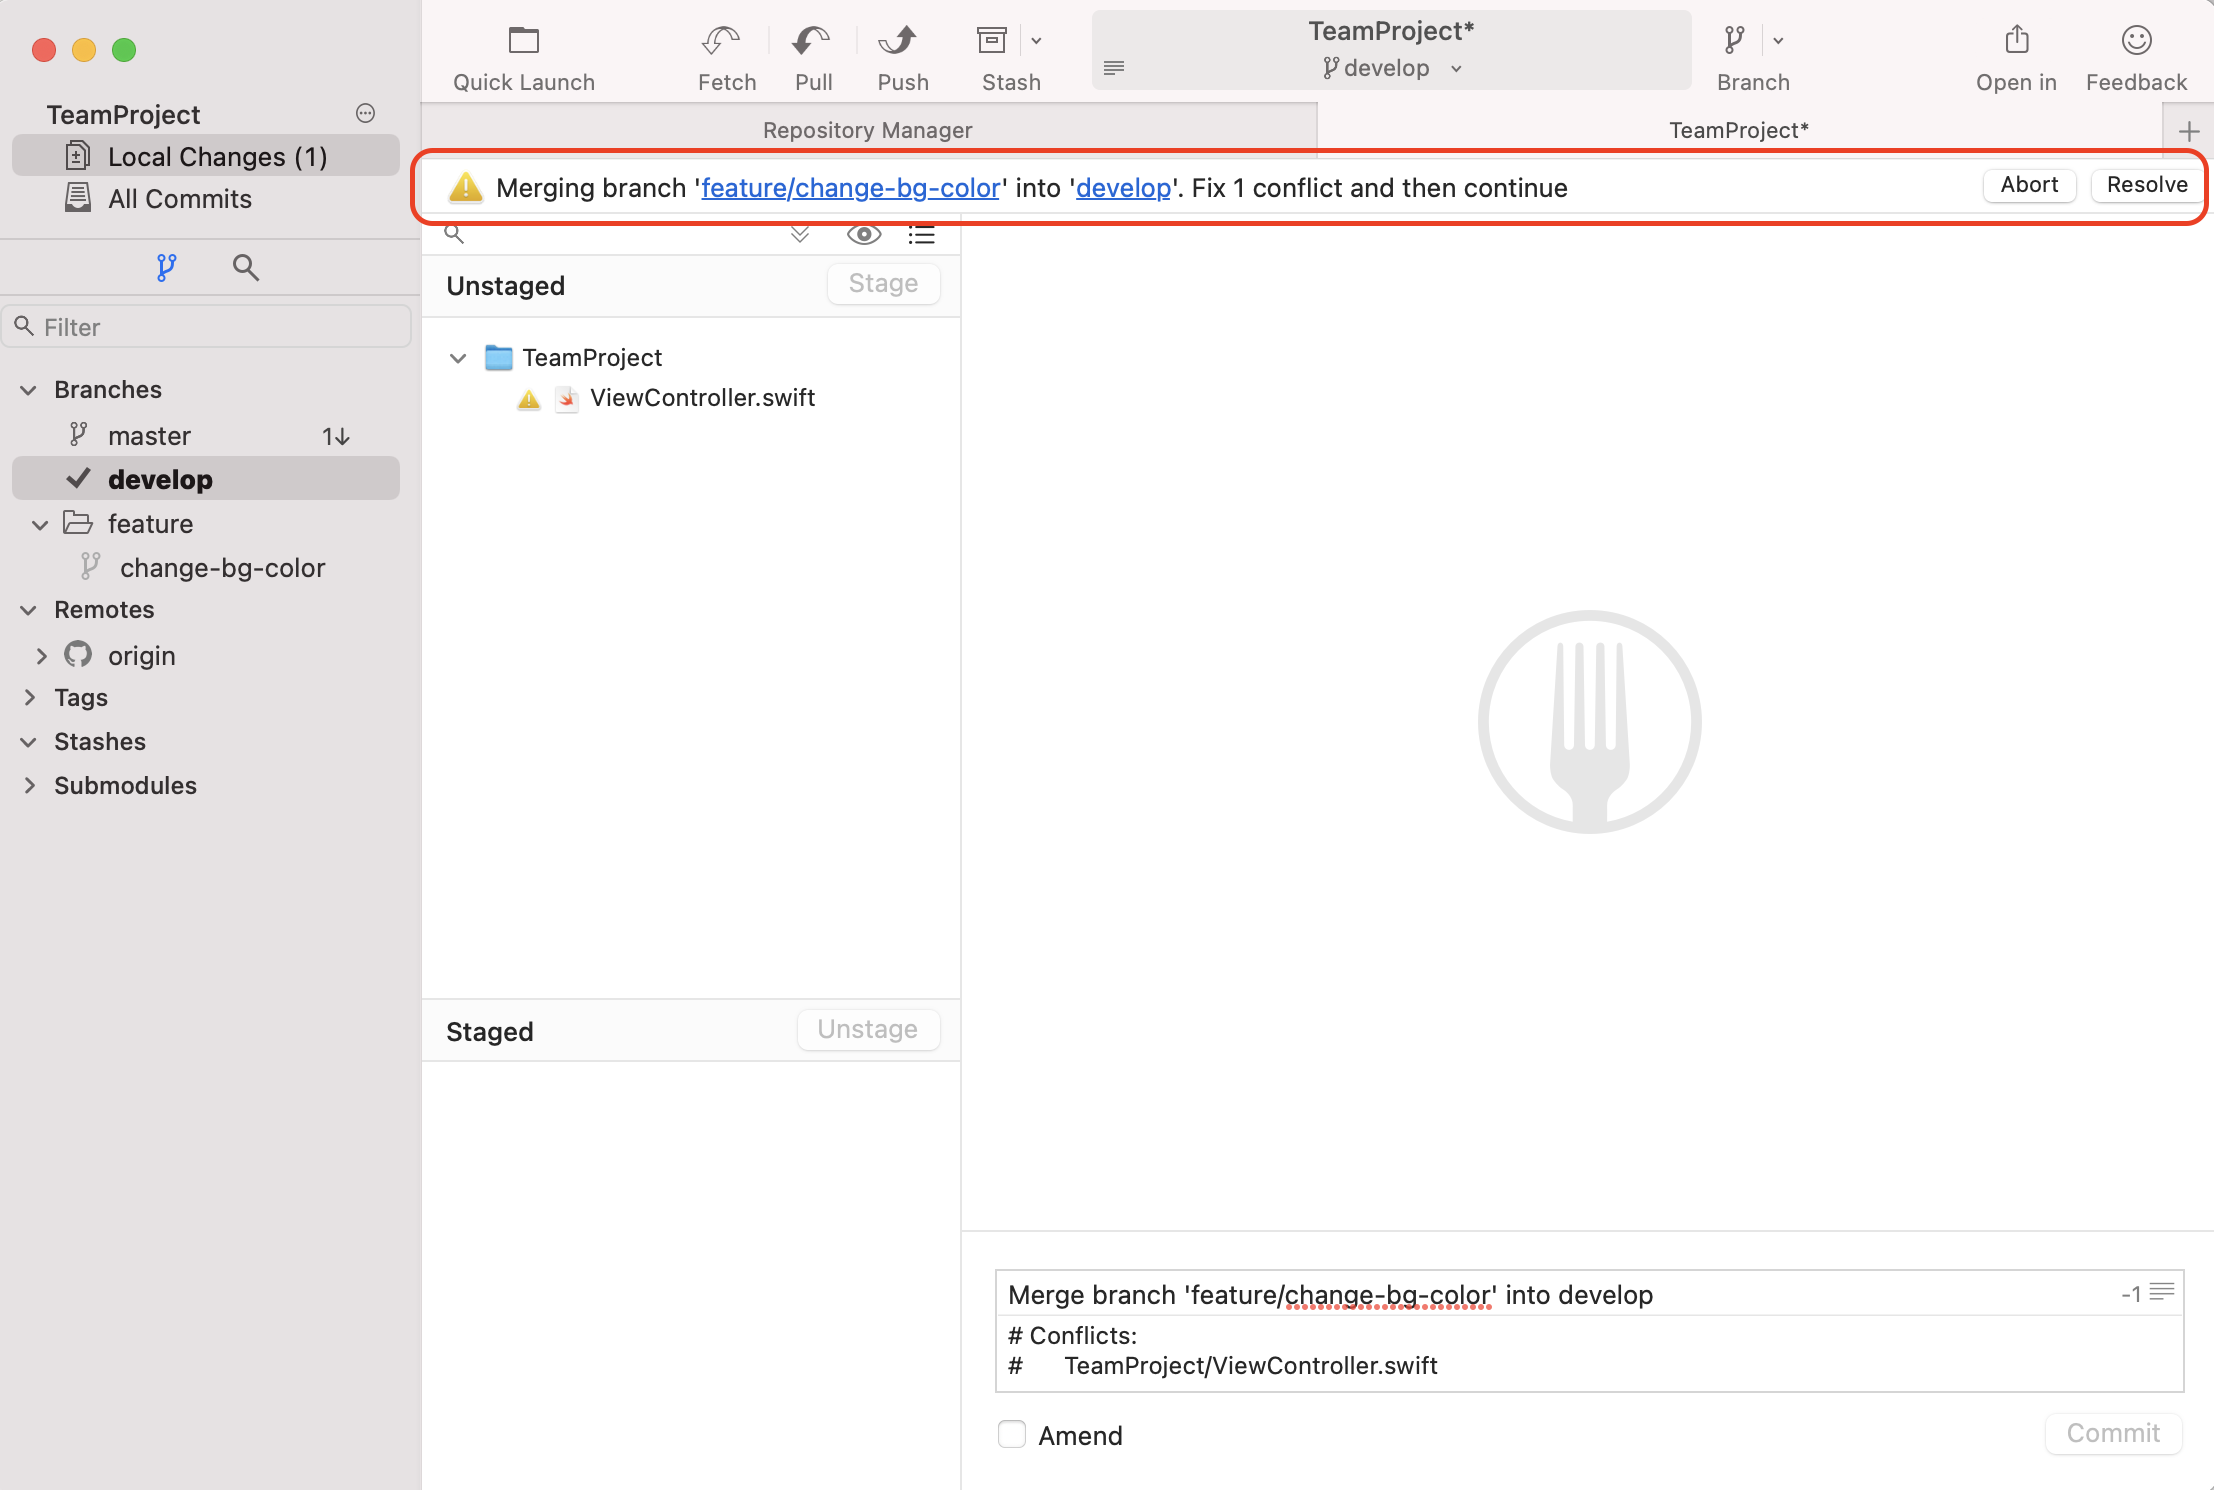 Quick Launch
Fetch
Pull
Push
Stash
TeamProject*
develop
Branch
Open in
Feedback
TeamProject
Local Changes (1)
All Commits
Repository Manager
TeamProject*
Merging branch 'feature/change-bg-color' into 'develop'. Fix 1 conflict and then continue
Abort
Resolve
Filter
Branches
master 1↓
develop
feature
change-bg-color
Remotes
origin
Tags
Stashes
Submodules
Unstaged
Stage
TeamProject
ViewController.swift
Staged
Unstage
Merge branch 'feature/change-bg-color' into develop
-1
# Conflicts:
# TeamProject/ViewController.swift
Amend
Commit